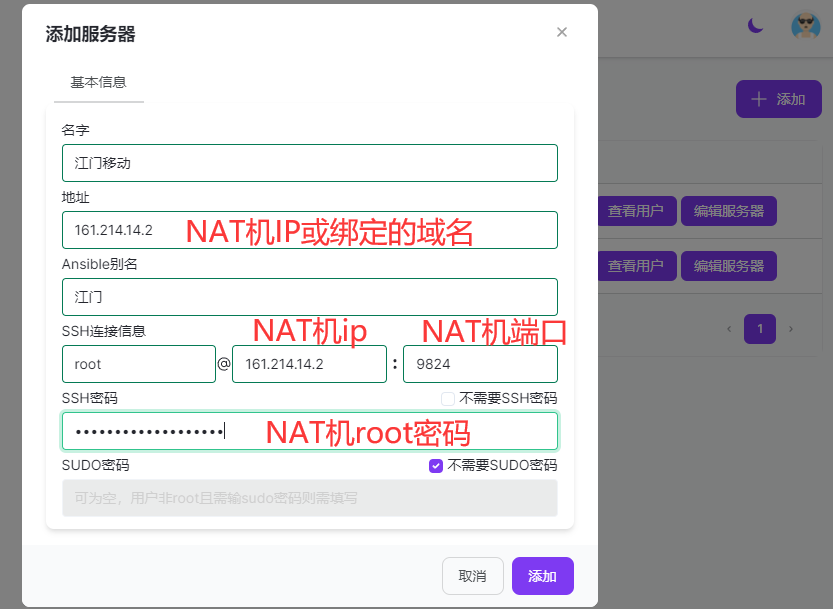 添加服务器
基本信息
添加
名字
江门移动
地址
161.214.14.2 NAT机IP或绑定的域名
查看用户 编辑服务器
Ansible别名
江门
查看用户 编辑服务器
SSH连接信息 NAT机ip NAT机端口
1
root @ 161.214.14.2 : 9824
SSH密码 不需要SSH密码
NAT机root密码
SUDO密码 不需要SUDO密码
可为空，用户非root且需输sudo密码则需填写
取消 添加